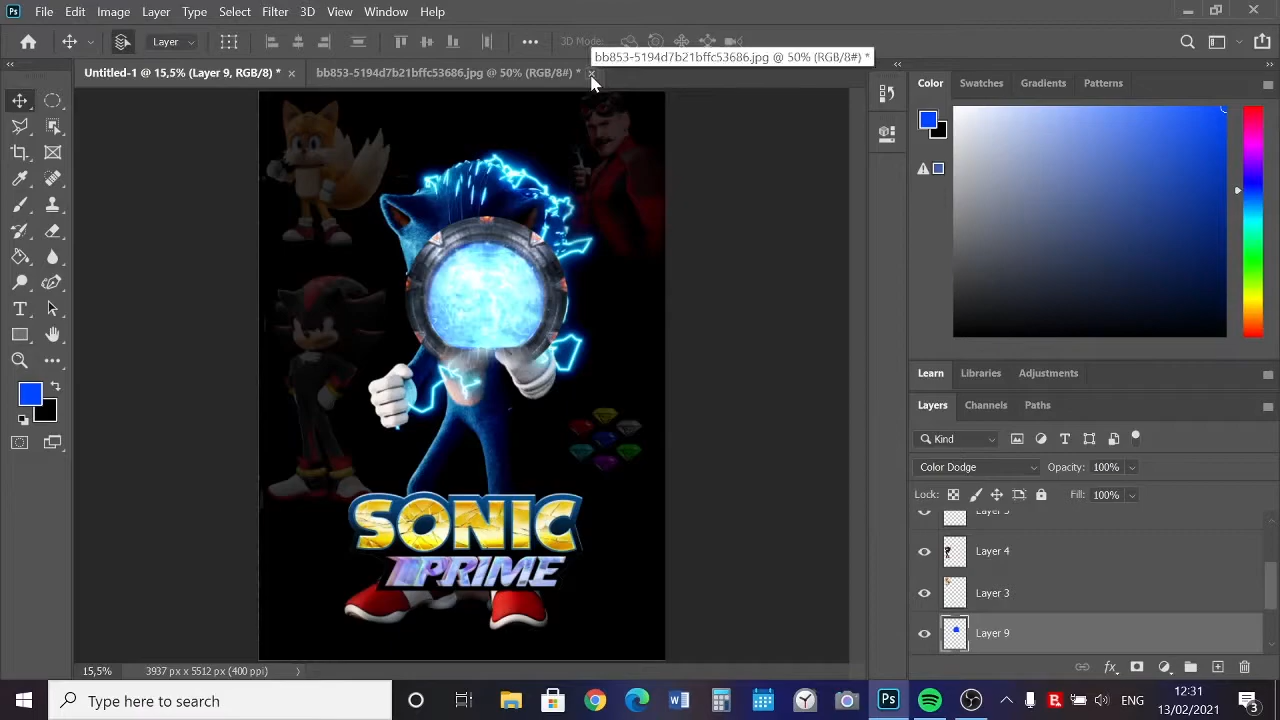 Ps File Edit Image Layer Type Select Filter 3D View Window Help
Layer 3D Mode:
bb853-5194d7b21bffc53686.jpg @ 50% (RGB/8#) *
Untitled-1 @ 15,5% (Layer 9, RGB/8) * bb853-5194d7b21bffc53686.jpg @ 50% (RGB/8#) *
Color Swatches Gradients Patterns
Learn Libraries Adjustments
Layers Channels Paths
Kind
Color Dodge Opacity: 100%
Lock: Fill: 100%
Layer 5
Layer 4
Layer 3
Layer 9
SONIC
PRIME
15,5% 3937 px x 5512 px (400 ppi)
Type here to search
ENG
13/02/2021
3